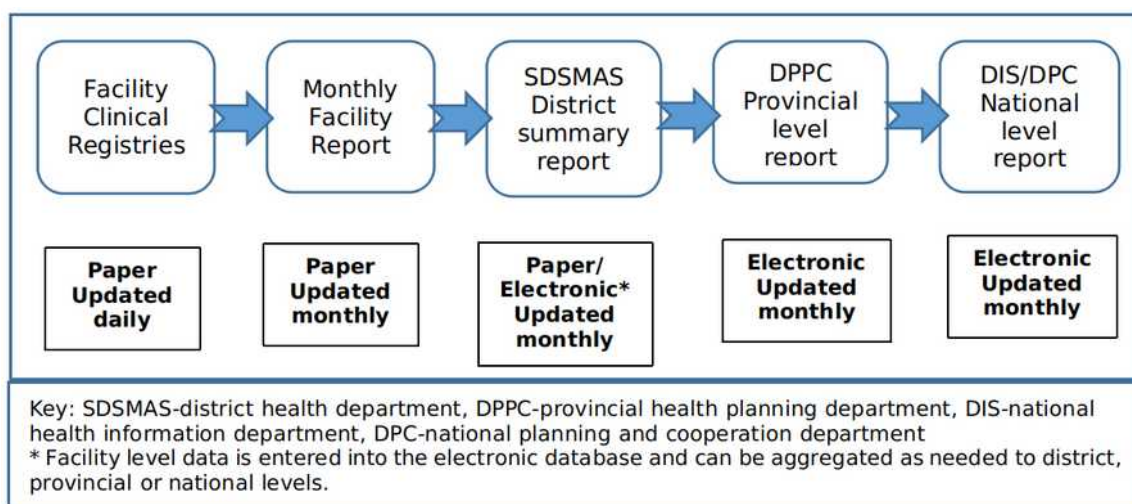 Facility
Clinical
Registries
Monthly
Facility
Report
SDSMAS
District
summary
report
DPPC
Provincial
level
report
DIS/DPC
National
level
report
Paper
Updated
daily
Paper
Updated
monthly
Paper/
Electronic*
Updated
monthly
Electronic
Updated
monthly
Electronic
Updated
monthly
Key: SDSMAS-district health department, DPPC-provincial health planning department, DIS-national
health information department, DPC-national planning and cooperation department
* Facility level data is entered into the electronic database and can be aggregated as needed to district,
provincial or national levels.